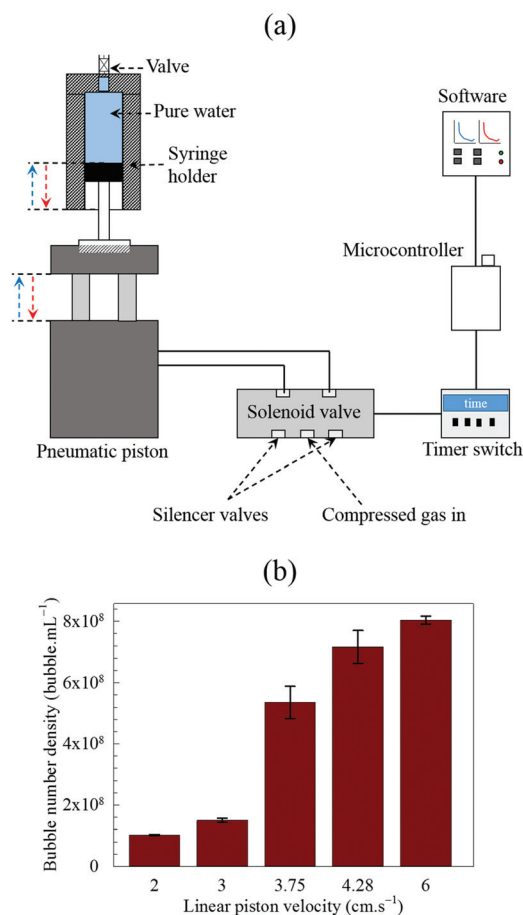 (a)
Valve
Pure water
Syringe
holder
Software
Microcontroller
Solenoid valve
time
Pneumatic piston
Timer switch
Silencer valves
Compressed gas in
(b)
Bubble number density (bubble.mL⁻¹)
8x10⁸
6x10⁸
4x10⁸
2x10⁸
0
2 3 3.75 4.28 6
Linear piston velocity (cm.s⁻¹)